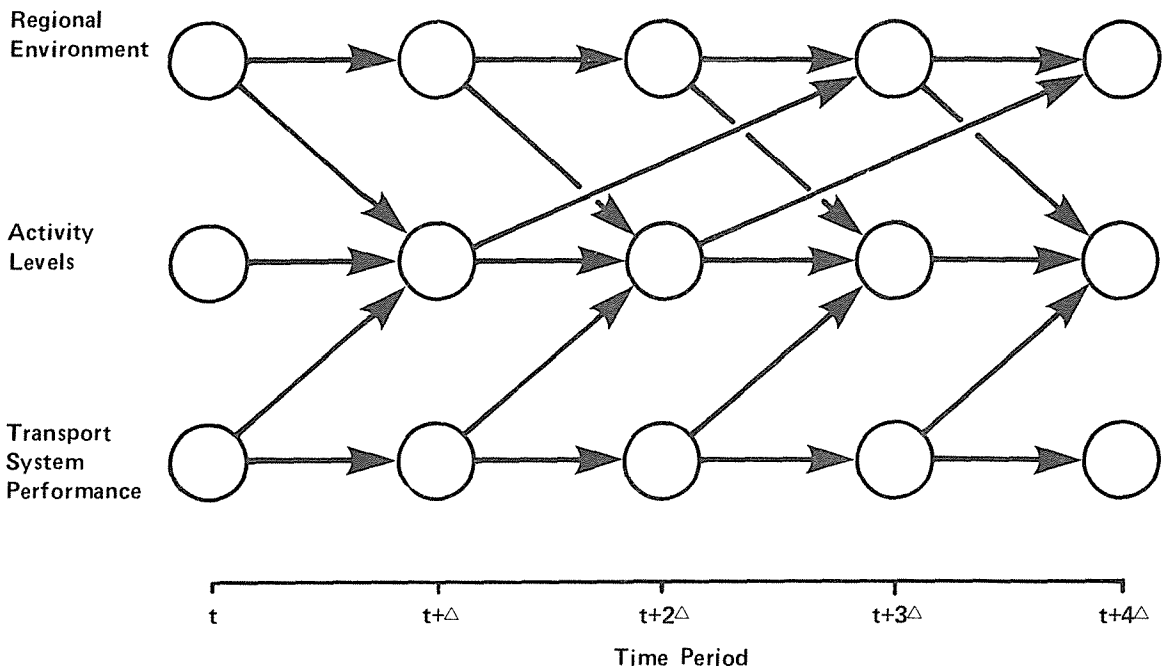 Regional
Environment
Activity
Levels
Transport
System
Performance
t t+△ t+2△ t+3△ t+4△
Time Period